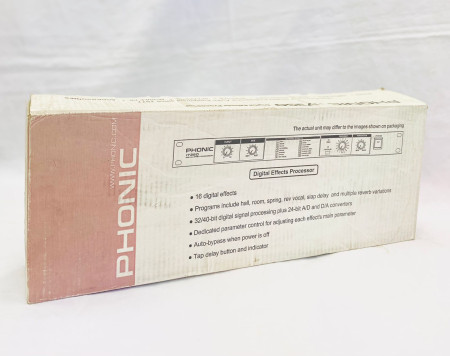 The actual unit may differ to the images shown on packaging
PHONIC
Digital Effects Processor
• 16 digital effects
• Programs include hall, room, spring, rev vocal, slap delay and multiple reverb variations
• 32/40-bit digital signal processing plus 24-bit A/D and D/A converters
• Dedicated parameter control for adjusting each effect's main parameter
• Auto-bypass when power is off
• Tap delay button and indicator
PHONIC
WWW.PHONIC.COM